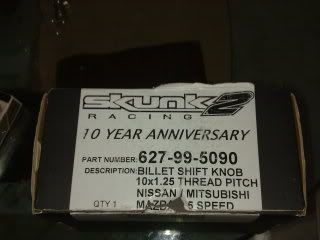 SKUNK2
RACING
10 YEAR ANNIVERSARY
PART NUMBER: 627-99-5090
DESCRIPTION: BILLET SHIFT KNOB
10x1.25 THREAD PITCH
NISSAN / MITSUBISHI
QTY 1 MAZDA 5 SPEED